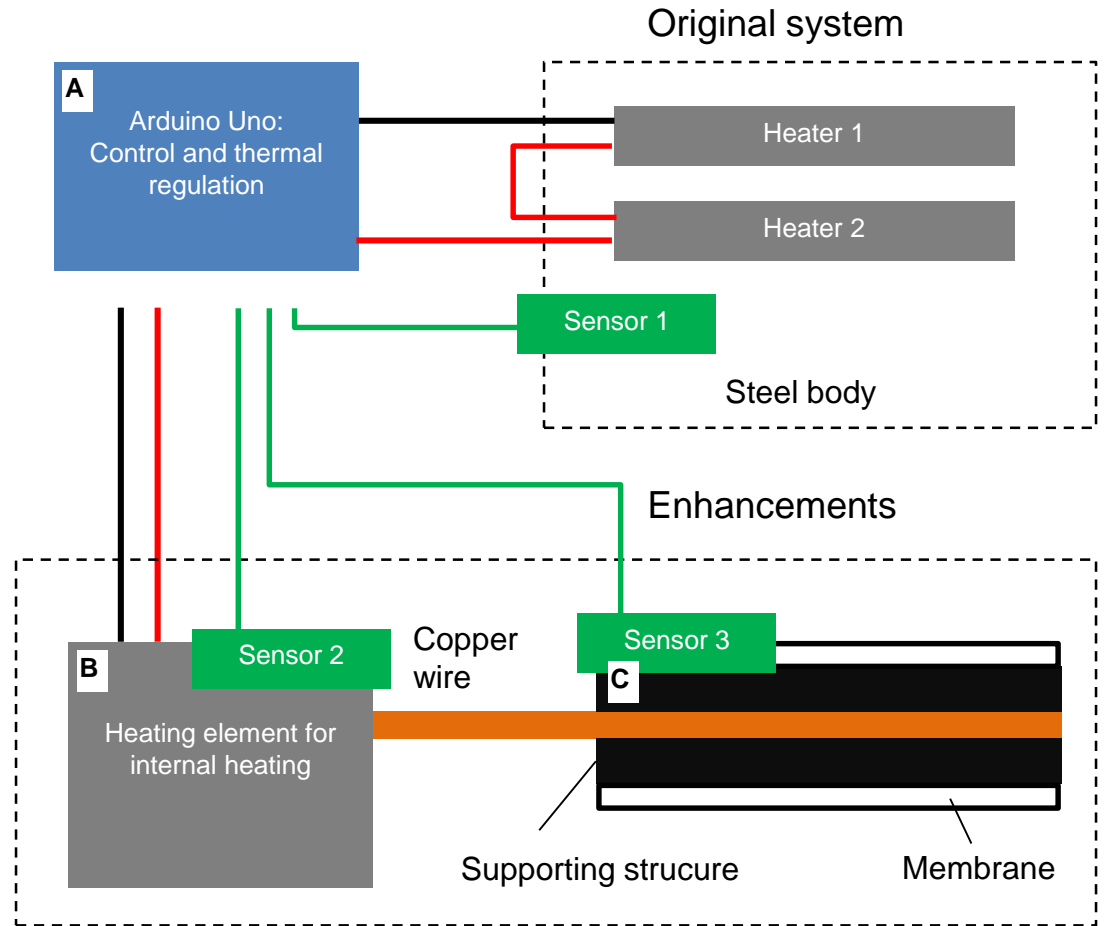 Original system
A
Arduino Uno:
Control and thermal
regulation
Heater 1
Heater 2
Sensor 1
Steel body
Enhancements
B
Sensor 2
Copper
wire
Sensor 3
C
Heating element for
internal heating
Supporting strucure
Membrane